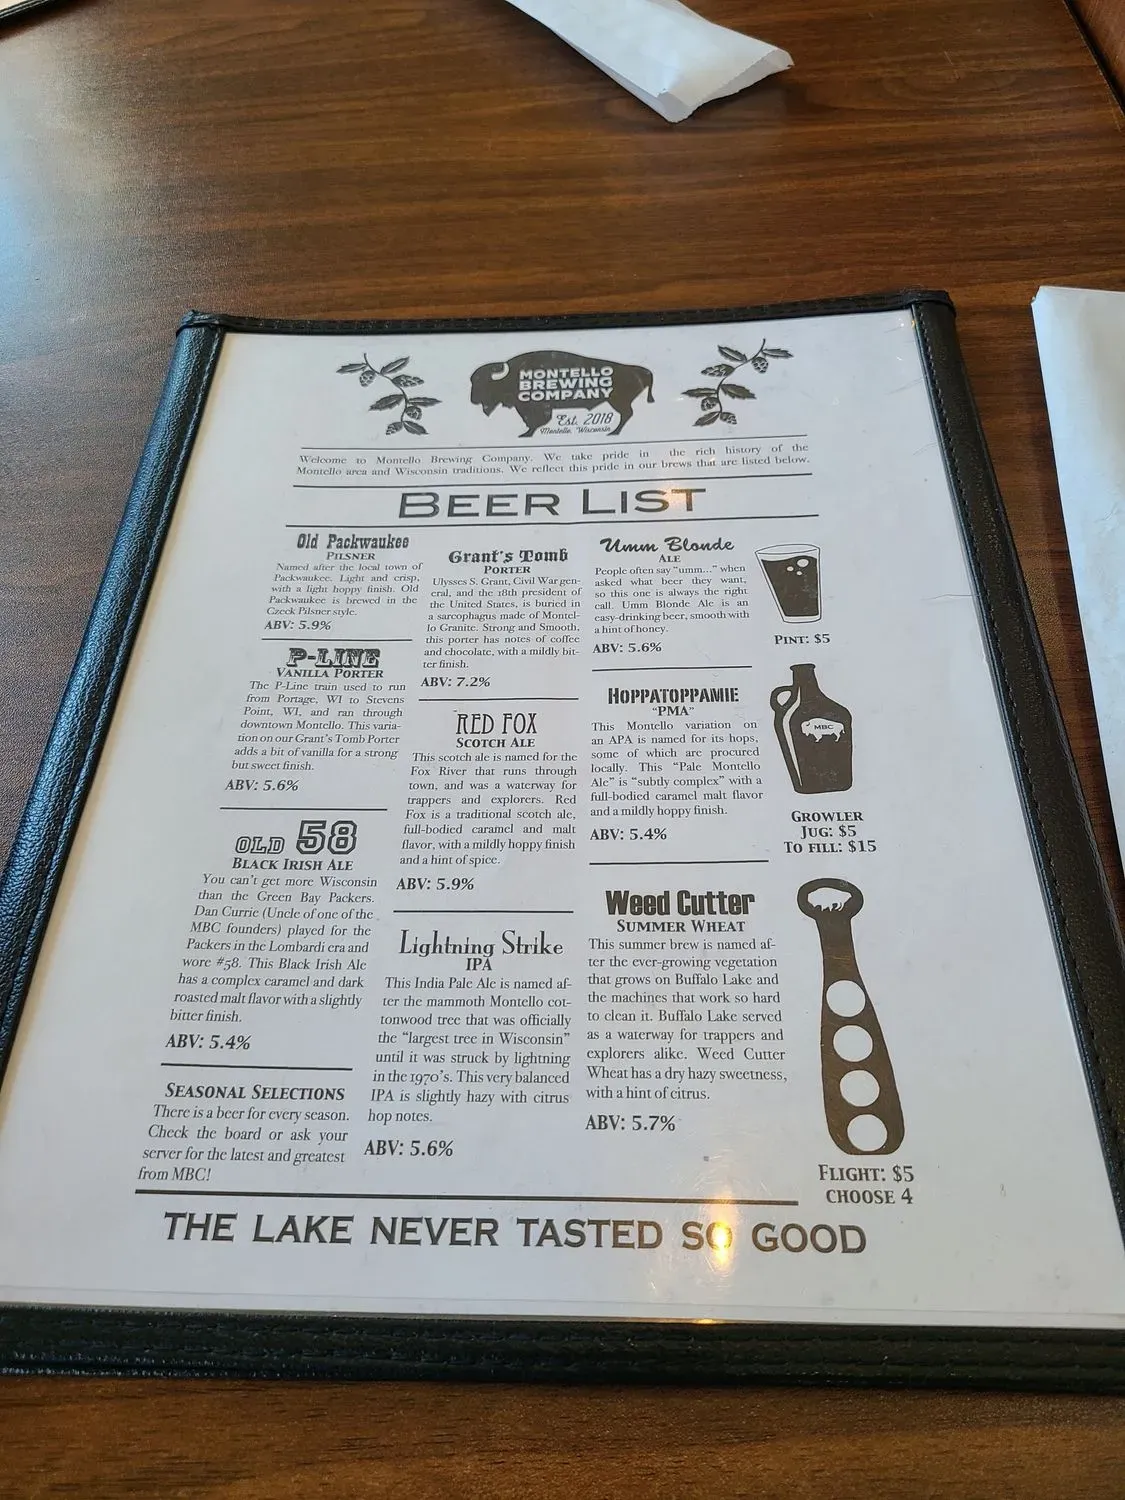 MONTELLO
BREWING
COMPANY
Est. 2018
Montello, Wisconsin
Welcome to Montello Brewing Company. We take pride in the rich history of the
Montello area and Wisconsin traditions. We reflect this pride in our brews that are listed below.
BEER LIST
Old Packwaukee
PILSNER
Named after the local town of
Packwaukee. Light and crisp,
with a light hoppy finish. Old
Packwaukee is brewed in the
Czeck Pilsner style.
ABV: 5.9%
P-LINE
VANILLA PORTER
The P-Line train used to run
from Portage, WI to Stevens
Point, WI, and ran through
downtown Montello. This varia-
tion on our Grant's Tomb Porter
adds a bit of vanilla for a strong
but sweet finish.
ABV: 5.6%
OLD 58
BLACK IRISH ALE
You can't get more Wisconsin
than the Green Bay Packers.
Dan Currie (Uncle of one of the
MBC founders) played for the
Packers in the Lombardi era and
wore #58. This Black Irish Ale
has a complex caramel and dark
roasted malt flavor with a slightly
bitter finish.
ABV: 5.4%
SEASONAL SELECTIONS
There is a beer for every season.
Check the board or ask your
server for the latest and greatest
from MBC!
Grant's Tomb
PORTER
Ulysses S. Grant, Civil War gen-
eral, and the 18th president of
the United States, is buried in
a sarcophagus made of Montel-
lo Granite. Strong and Smooth,
this porter has notes of coffee
and chocolate, with a mildly bit-
ter finish.
ABV: 7.2%
RED FOX
SCOTCH ALE
This scotch ale is named for the
Fox River that runs through
town, and was a waterway for
trappers and explorers. Red
Fox is a traditional scotch ale,
full-bodied caramel and malt
flavor, with a mildly hoppy finish
and a hint of spice.
ABV: 5.9%
Lightning Strike
IPA
This India Pale Ale is named af-
ter the mammoth Montello cot-
tonwood tree that was officially
the "largest tree in Wisconsin"
until it was struck by lightning
in the 1970's. This very balanced
IPA is slightly hazy with citrus
hop notes.
ABV: 5.6%
Umm Blonde
ALE
People often say "umm..." when
asked what beer they want,
so this one is always the right
call. Umm Blonde Ale is an
easy-drinking beer, smooth with
a hint of honey.
ABV: 5.6%
HOPPATOPPAMIE
"PMA"
This Montello variation on
an APA is named for its hops,
some of which are procured
locally. This "Pale Montello
Ale" is "subtly complex" with a
full-bodied caramel malt flavor
and a mildly hoppy finish.
ABV: 5.4%
Weed Cutter
SUMMER WHEAT
This summer brew is named af-
ter the ever-growing vegetation
that grows on Buffalo Lake and
the machines that work so hard
to clean it. Buffalo Lake served
as a waterway for trappers and
explorers alike. Weed Cutter
Wheat has a dry hazy sweetness,
with a hint of citrus.
ABV: 5.7%
PINT: $5
MBC
GROWLER
JUG: $5
TO FILL: $15
FLIGHT: $5
CHOOSE 4
THE LAKE NEVER TASTED SO GOOD